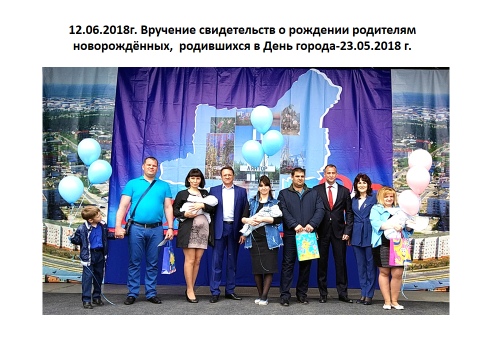 12.06.2018г. Вручение свидетельств о рождении родителям
новорождённых, родившихся в День города-23.05.2018 г.